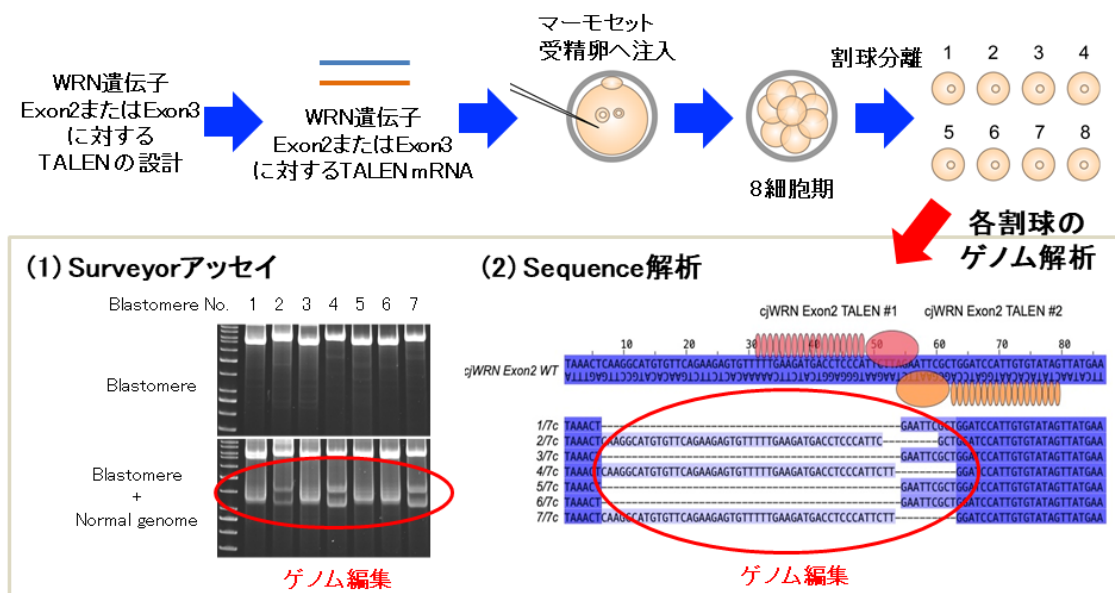 WRN遺伝子
Exon2またはExon3
に対する
TALENの設計
WRN遺伝子
Exon2またはExon3
に対するTALEN mRNA
マーモセット
受精卵へ注入
8細胞期
割球分離
1 2 3 4
5 6 7 8
各割球の
ゲノム解析
(1) Surveyorアッセイ
Blastomere No. 1 2 3 4 5 6 7
Blastomere
Blastomere
+
Normal genome
ゲノム編集
(2) Sequence解析
cjWRN Exon2 TALEN #1
cjWRN Exon2 TALEN #2
10 20 30 40 50 60 70 80
cjWRN Exon2 WT
1/7c TAAACT GAATTCGCTGGATCCATTGTGTATAGTTATGAA
2/7c TAAACTCAAGGCATGTGTTCAGAAGAGTGTTTTTGAAGATGACCTCCCATTC GCTGGATCCATTGTGTATAGTTATGAA
3/7c TAAACT GAATTCGCTGGATCCATTGTGTATAGTTATGAA
4/7c TAAACTCAAGGCATGTGTTCAGAAGAGTGTTTTTGAAGATGACCTCCCATTCTT GGATCCATTGTGTATAGTTATGAA
5/7c TAAACT GAATTCGCTGGATCCATTGTGTATAGTTATGAA
6/7c TAAACT GAATTCGCTGGATCCATTGTGTATAGTTATGAA
7/7c TAAACTCAAGGCATGTGTTCAGAAGAGTGTTTTTGAAGATGACCTCCCATTCTT GGATCCATTGTGTATAGTTATGAA
ゲノム編集